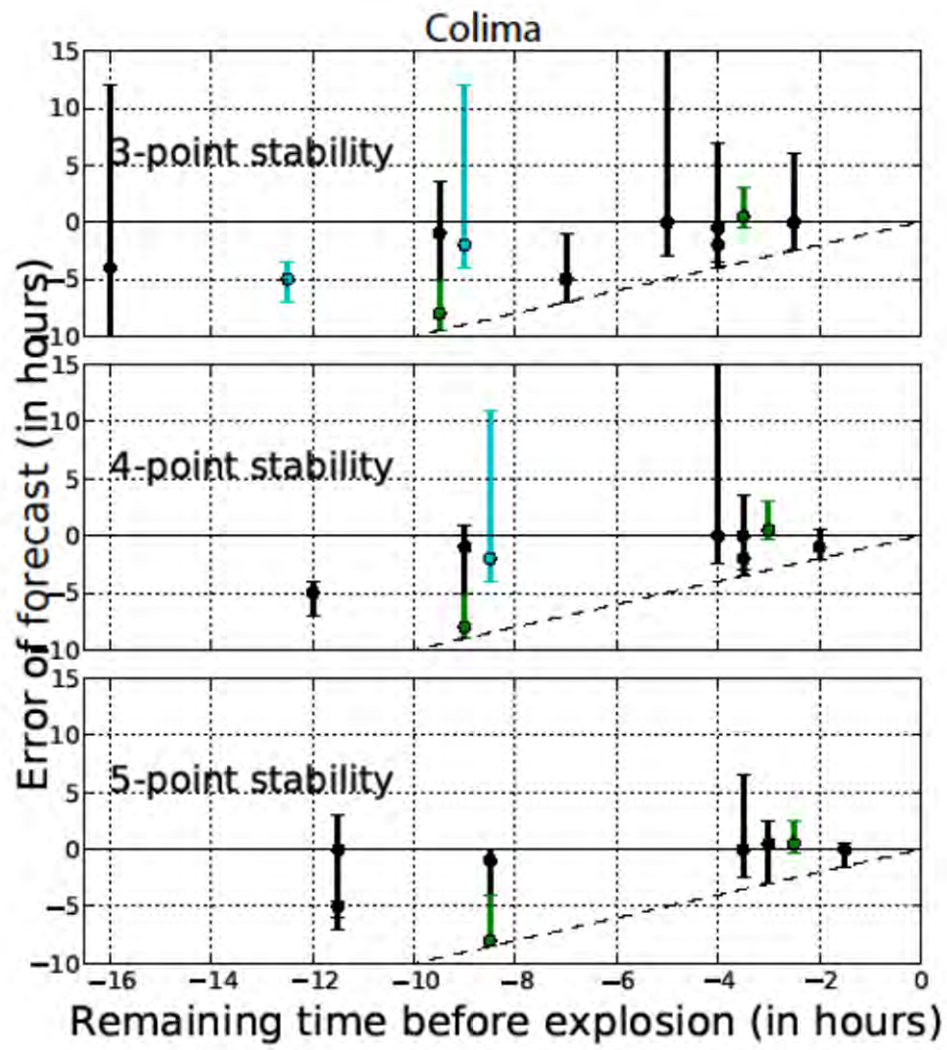 Colima
15
10
5
0
−5
10
3-point stability
15
10
5
0
−5
10
4-point stability
15
10
5
0
−5
−10
5-point stability
−16 −14 −12 −10 −8 −6 −4 −2 0
Error of forecast (in hours)
Remaining time before explosion (in hours)